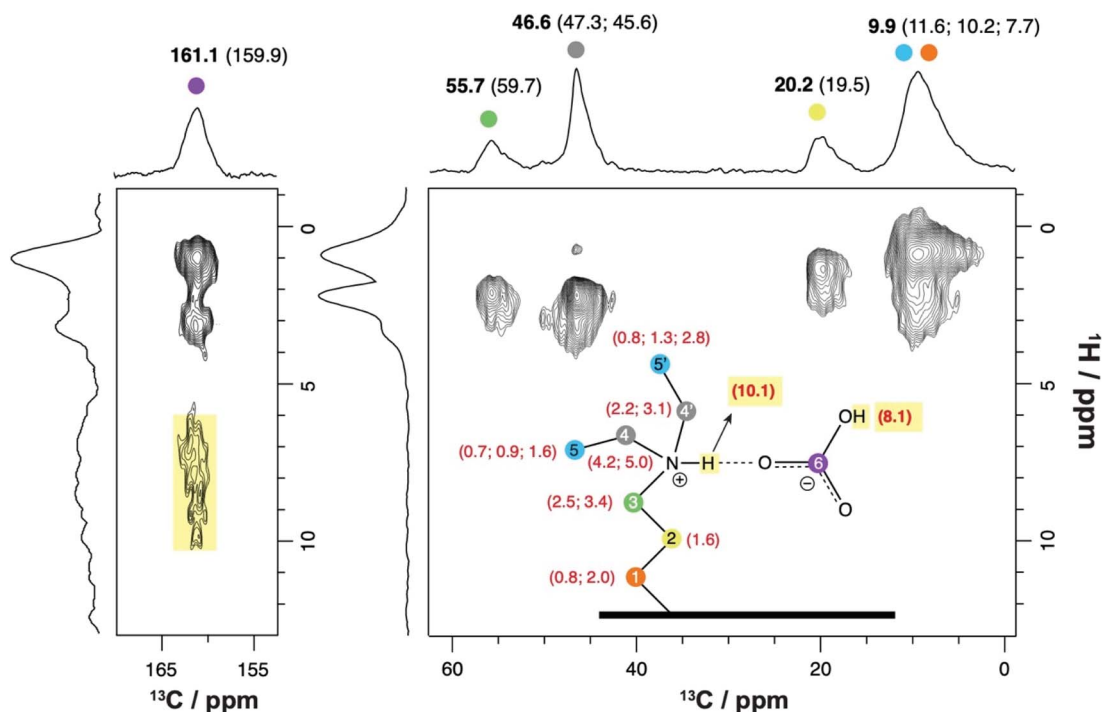 161.1 (159.9)
55.7 (59.7)
46.6 (47.3; 45.6)
20.2 (19.5)
9.9 (11.6; 10.2; 7.7)
0
5
10
165 155
¹³C / ppm
(0.8; 1.3; 2.8)
5'
(2.2; 3.1)
4'
(10.1)
OH (8.1)
(0.7; 0.9; 1.6)
5
4
(4.2; 5.0)
N
H
O
6
⊕
⊖
(2.5; 3.4)
3
O
2
(1.6)
(0.8; 2.0)
1
0
5
10
¹H / ppm
60 40 20 0
¹³C / ppm